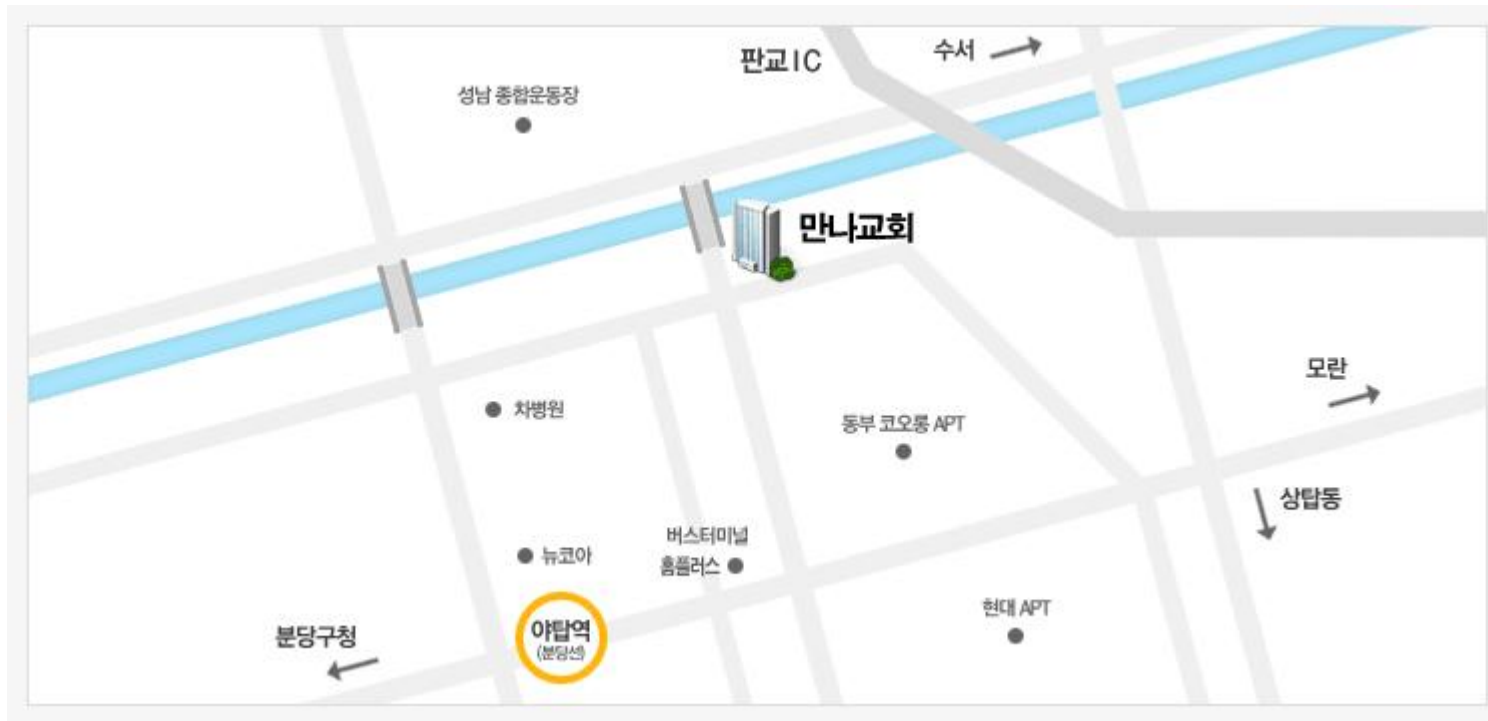 수서
판교IC
성남 종합운동장
만나교회
모란
차병원
동부 코오롱 APT
상탑동
버스터미널
뉴코아
홈플러스
현대 APT
야탑역
(분당선)
분당구청